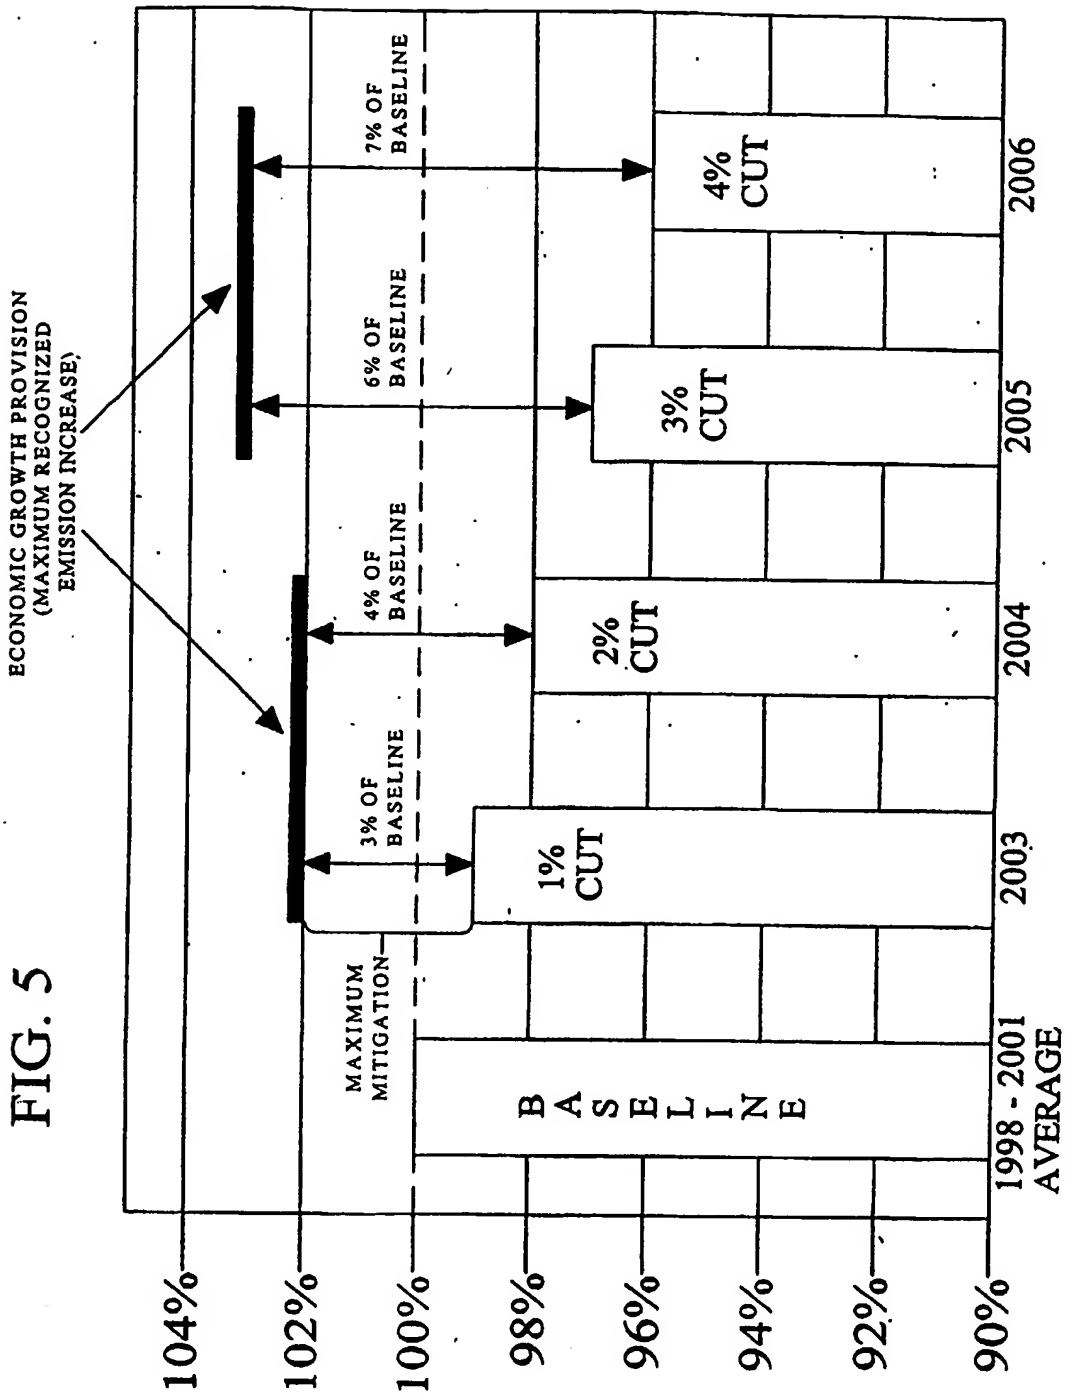 FIG. 5
ECONOMIC GROWTH PROVISION
(MAXIMUM RECOGNIZED
EMISSION INCREASE)
104%
102%
100%
98%
96%
94%
92%
90%
MAXIMUM
MITIGATION
3% OF
BASELINE
4% OF
BASELINE
6% OF
BASELINE
7% OF
BASELINE
BASELINE
1%
CUT
2%
CUT
3%
CUT
4%
CUT
1998 - 2001
AVERAGE
2003
2004
2005
2006